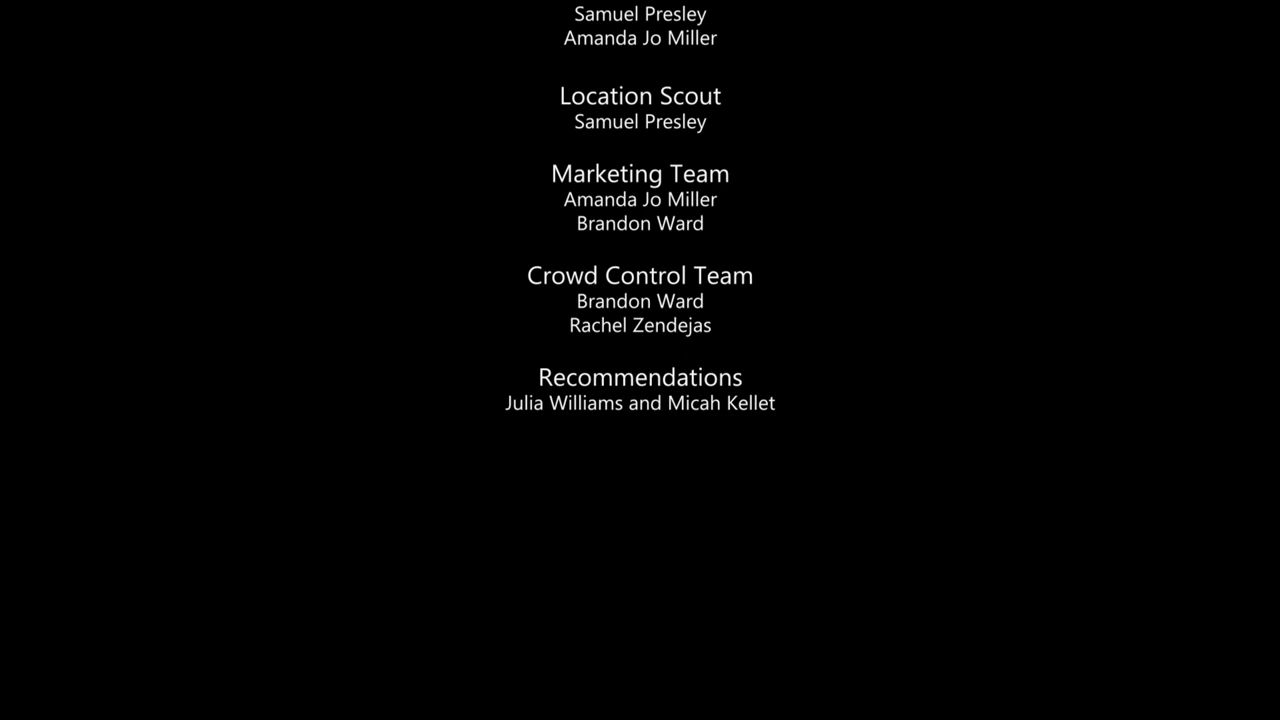 Samuel Presley
Amanda Jo Miller
Location Scout
Samuel Presley
Marketing Team
Amanda Jo Miller
Brandon Ward
Crowd Control Team
Brandon Ward
Rachel Zendejas
Recommendations
Julia Williams and Micah Kellet